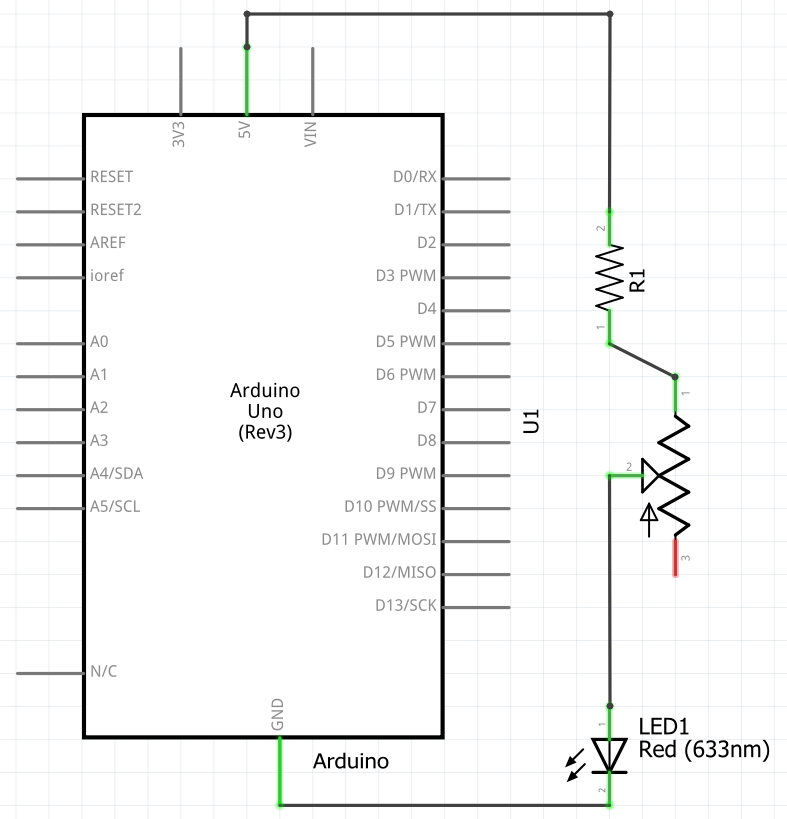 3V3
5V
VIN
RESET
RESET2
AREF
ioref
A0
A1
A2
A3
A4/SDA
A5/SCL
N/C
D0/RX
D1/TX
D2
D3 PWM
D4
D5 PWM
D6 PWM
D7
D8
D9 PWM
D10 PWM/SS
D11 PWM/MOSI
D12/MISO
D13/SCK
Arduino
Uno
(Rev3)
GND
Arduino
U1
2
R1
1
1
2
3
1
LED1
Red (633nm)
2